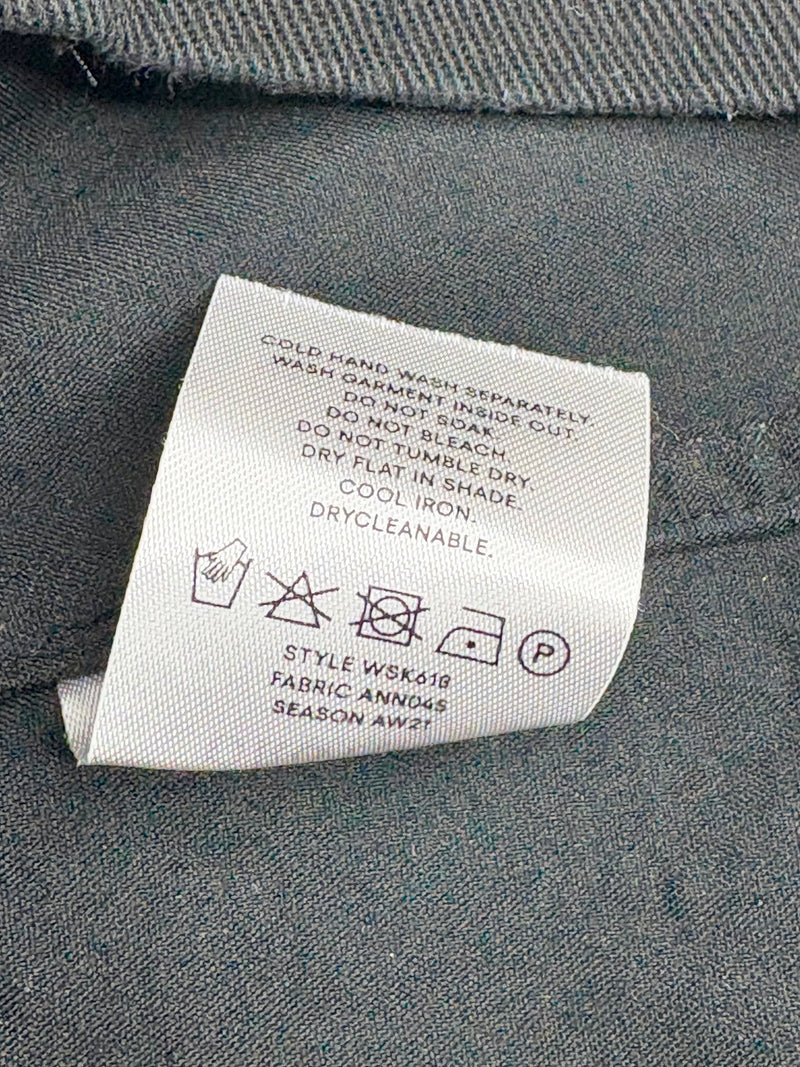 COLD HAND WASH SEPARATELY.
WASH GARMENT INSIDE OUT.
DO NOT SOAK.
DO NOT BLEACH.
DO NOT TUMBLE DRY.
DRY FLAT IN SHADE.
COOL IRON.
DRYCLEANABLE.
P
STYLE
FABRIC ANN04S
SEASON AW21